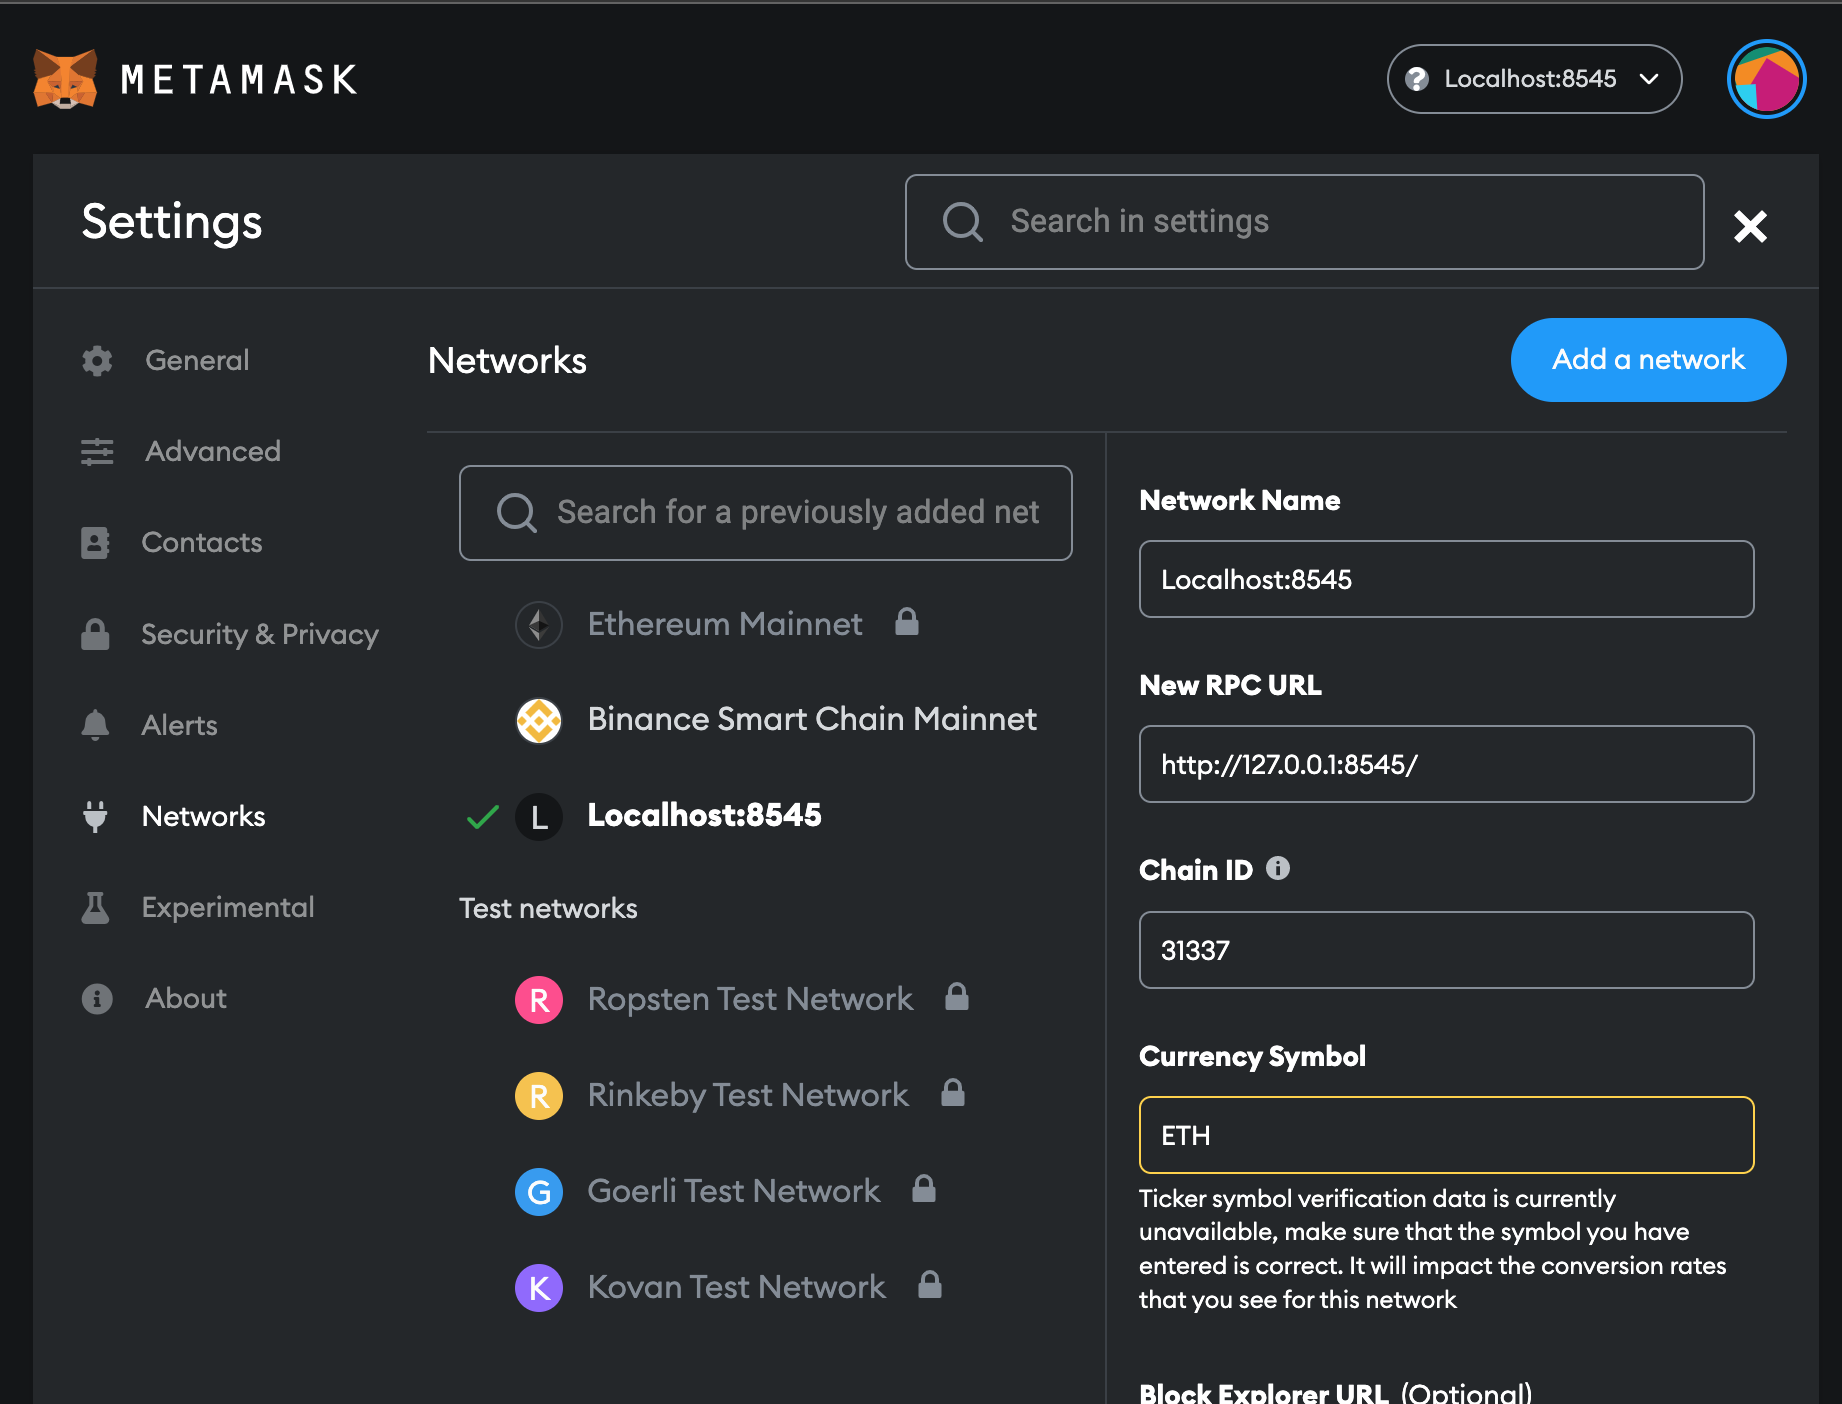 METAMASK
Localhost:8545
Settings
Search in settings
General
Advanced
Contacts
Security & Privacy
Alerts
Networks
Experimental
About
Networks
Add a network
Search for a previously added net
Ethereum Mainnet
Binance Smart Chain Mainnet
L
Localhost:8545
Test networks
R
Ropsten Test Network
R
Rinkeby Test Network
G
Goerli Test Network
K
Kovan Test Network
Network Name
Localhost:8545
New RPC URL
http://127.0.0.1:8545/
Chain ID
31337
Currency Symbol
ETH
Ticker symbol verification data is currently
unavailable, make sure that the symbol you have
entered is correct. It will impact the conversion rates
that you see for this network
Block Explorer URL (Optional)